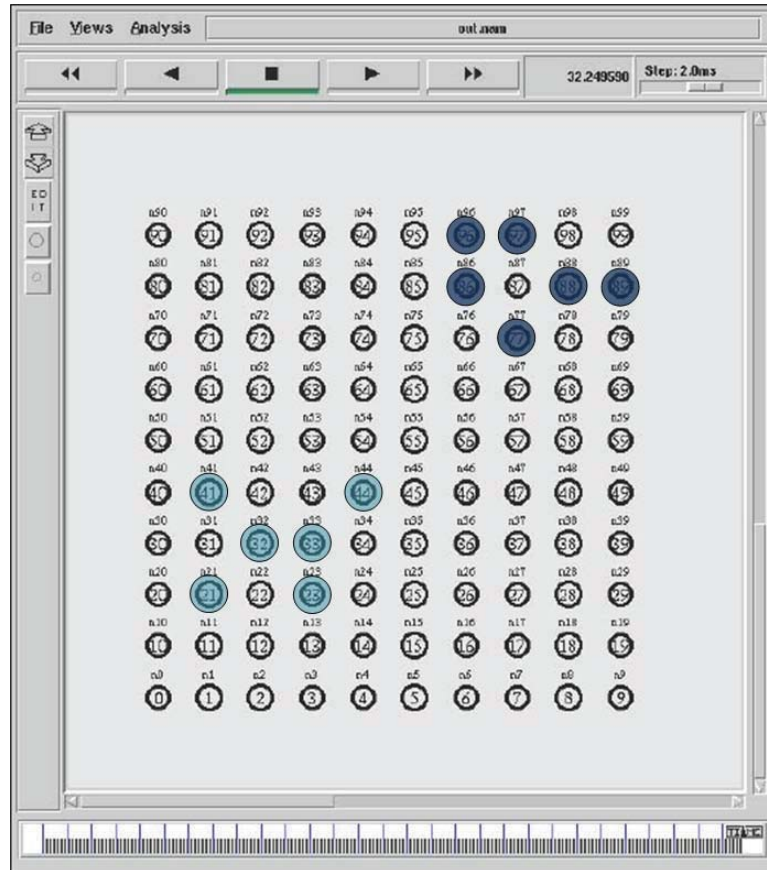 File Views Analysis out.nam
32.249590 Step: 2.0ms
ED
IT
n90 n91 n92 n93 n94 n95 n96 n97 n98 n99
90 91 92 93 94 95 96 97 98 99
n80 n81 n82 n83 n84 n85 n86 n87 n88 n89
80 81 82 83 84 85 86 87 88 89
n70 n71 n72 n73 n74 n75 n76 n77 n78 n79
70 71 72 73 74 75 76 77 78 79
n60 n61 n62 n63 n64 n65 n66 n67 n68 n69
60 61 62 63 64 65 66 67 68 69
n50 n51 n52 n53 n54 n55 n56 n57 n58 n59
50 51 52 53 54 55 56 57 58 59
n40 n41 n42 n43 n44 n45 n46 n47 n48 n49
40 41 42 43 44 45 46 47 48 49
n30 n31 n32 n33 n34 n35 n36 n37 n38 n39
30 31 32 33 34 35 36 37 38 39
n20 n21 n22 n23 n24 n25 n26 n27 n28 n29
20 21 22 23 24 25 26 27 28 29
n10 n11 n12 n13 n14 n15 n16 n17 n18 n19
10 11 12 13 14 15 16 17 18 19
n0 n1 n2 n3 n4 n5 n6 n7 n8 n9
0 1 2 3 4 5 6 7 8 9